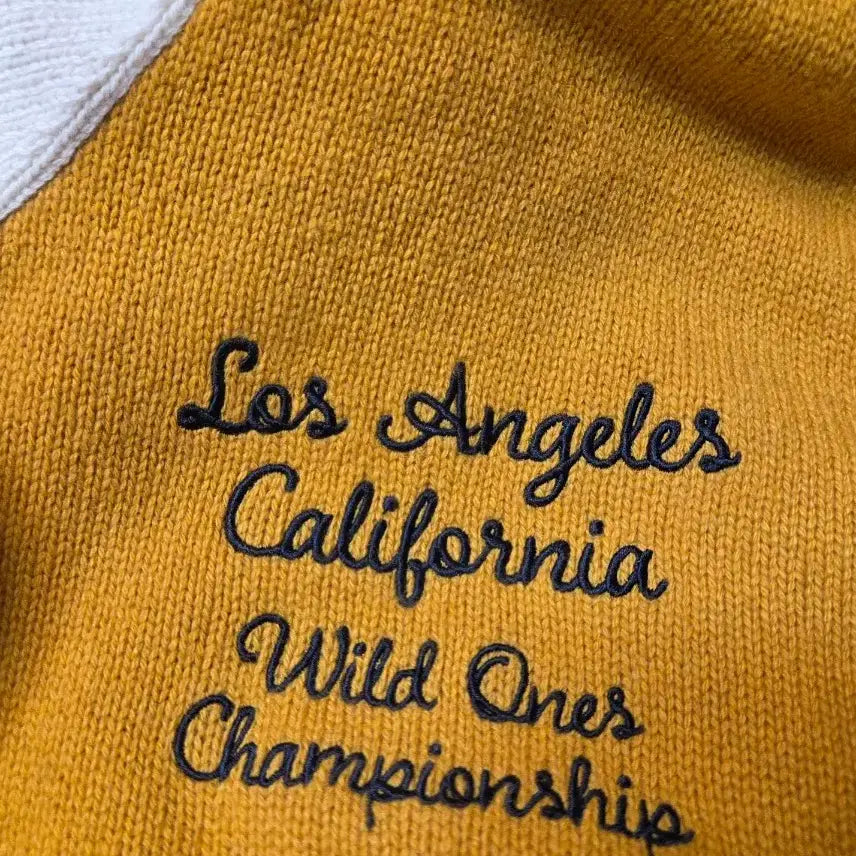 Los Angeles
California
Wild Ones
Championship